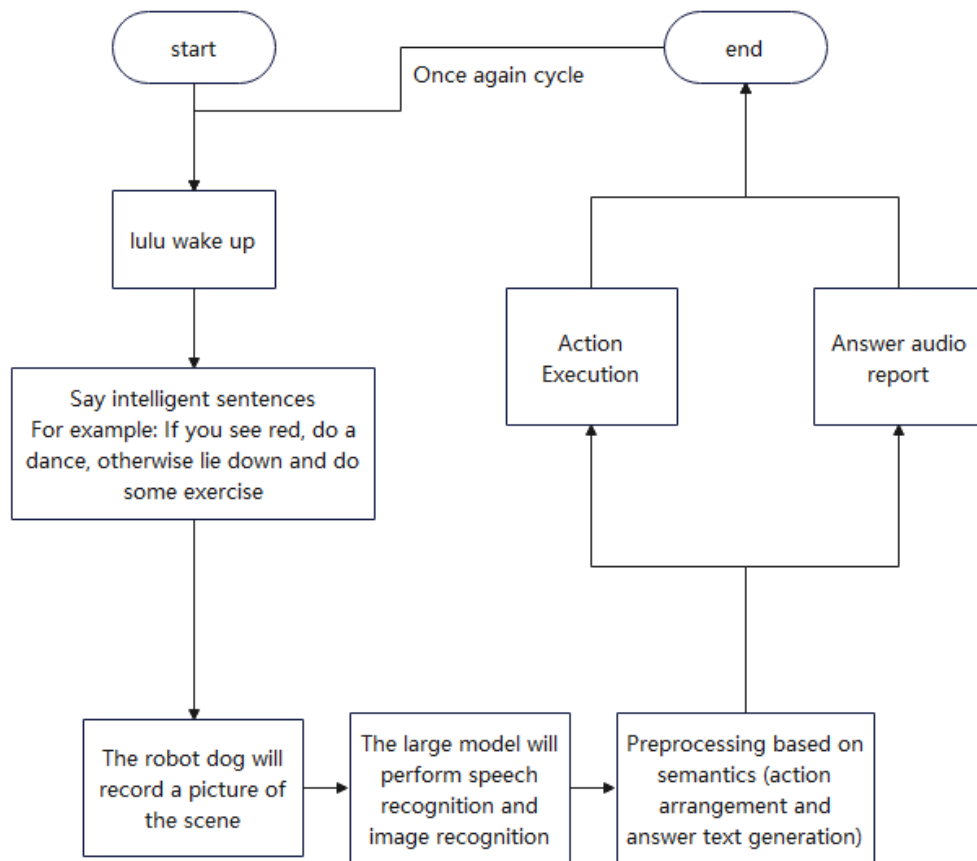 start
end
Once again cycle
lulu wake up
Say intelligent sentences
For example: If you see red, do a
dance, otherwise lie down and do
some exercise
Action
Execution
Answer audio
report
The robot dog will
record a picture of
the scene
The large model will
perform speech
recognition and
image recognition
Preprocessing based on
semantics (action
arrangement and
answer text generation)